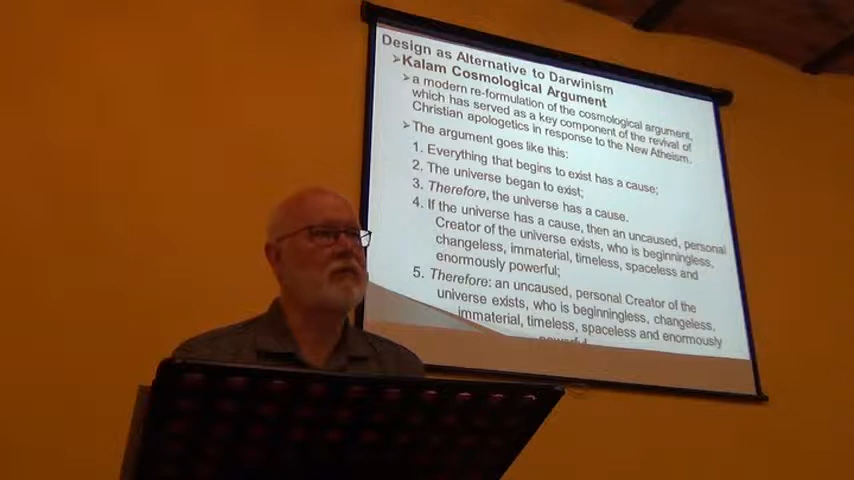 Design as Alternative to Darwinism
➢Kalam Cosmological Argument
➢a modern re-formulation of the cosmological argument,
which has served as a key component of the revival of
Christian apologetics in response to the New Atheism.
➢The argument goes like this:
1. Everything that begins to exist has a cause;
2. The universe began to exist;
3. Therefore, the universe has a cause.
4. If the universe has a cause, then an uncaused, personal
Creator of the universe exists, who is beginningless,
changeless, immaterial, timeless, spaceless and
enormously powerful;
5. Therefore: an uncaused, personal Creator of the
universe exists, who is beginningless, changeless,
immaterial, timeless, spaceless and enormously
powerful.